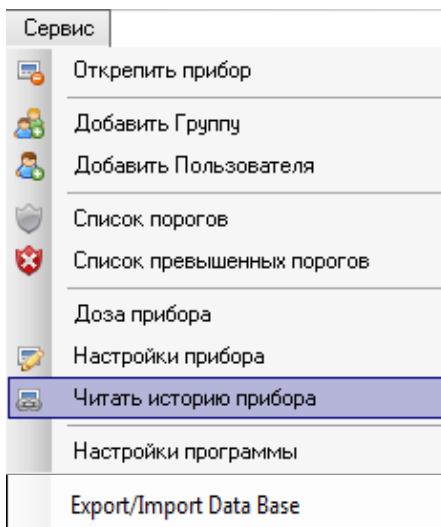 Сервис
Открепить прибор
Добавить Группу
Добавить Пользователя
Список порогов
Список превышенных порогов
Доза прибора
Настройки прибора
Читать историю прибора
Настройки программы
Export/Import Data Base